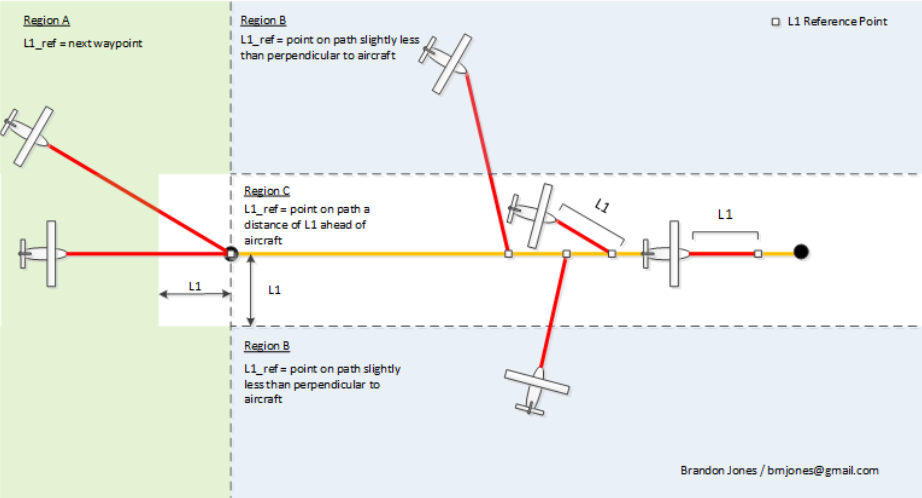 Region A
L1_ref = next waypoint
Region B
L1_ref = point on path slightly less
than perpendicular to aircraft
L1 Reference Point
Region C
L1_ref = point on path a
distance of L1 ahead of
aircraft
L1
L1
L1
L1
Region B
L1_ref = point on path slightly
less than perpendicular to
aircraft
Brandon Jones / bmjones@gmail.com